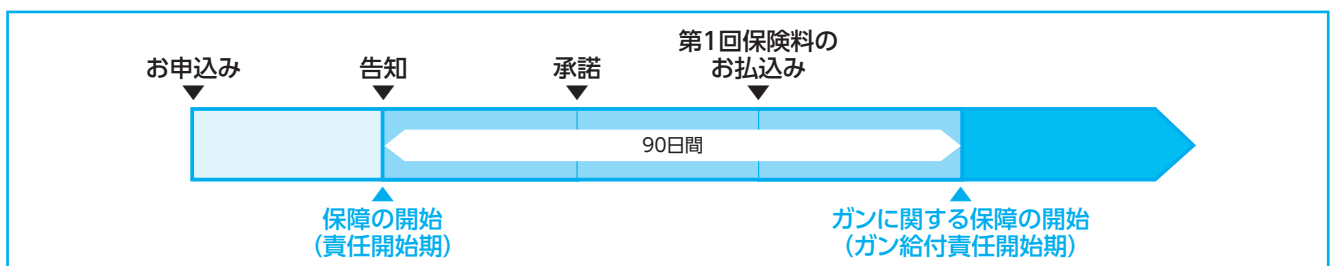 お申込み
告知
承諾
第1回保険料の
お払込み
90日間
保障の開始
(責任開始期)
ガンに関する保障の開始
(ガン給付責任開始期)